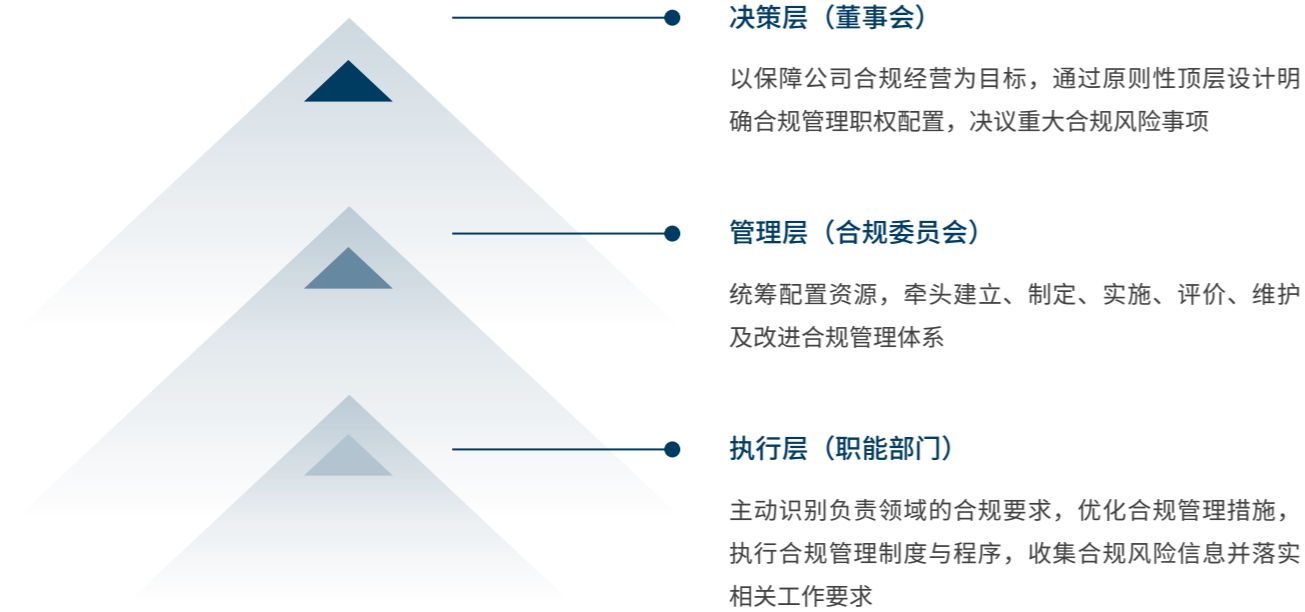 决策层（董事会）
以保障公司合规经营为目标，通过原则性顶层设计明
确合规管理职权配置，决议重大合规风险事项
管理层（合规委员会）
统筹配置资源，牵头建立、制定、实施、评价、维护
及改进合规管理体系
执行层（职能部门）
主动识别负责领域的合规要求，优化合规管理措施，
执行合规管理制度与程序，收集合规风险信息并落实
相关工作要求